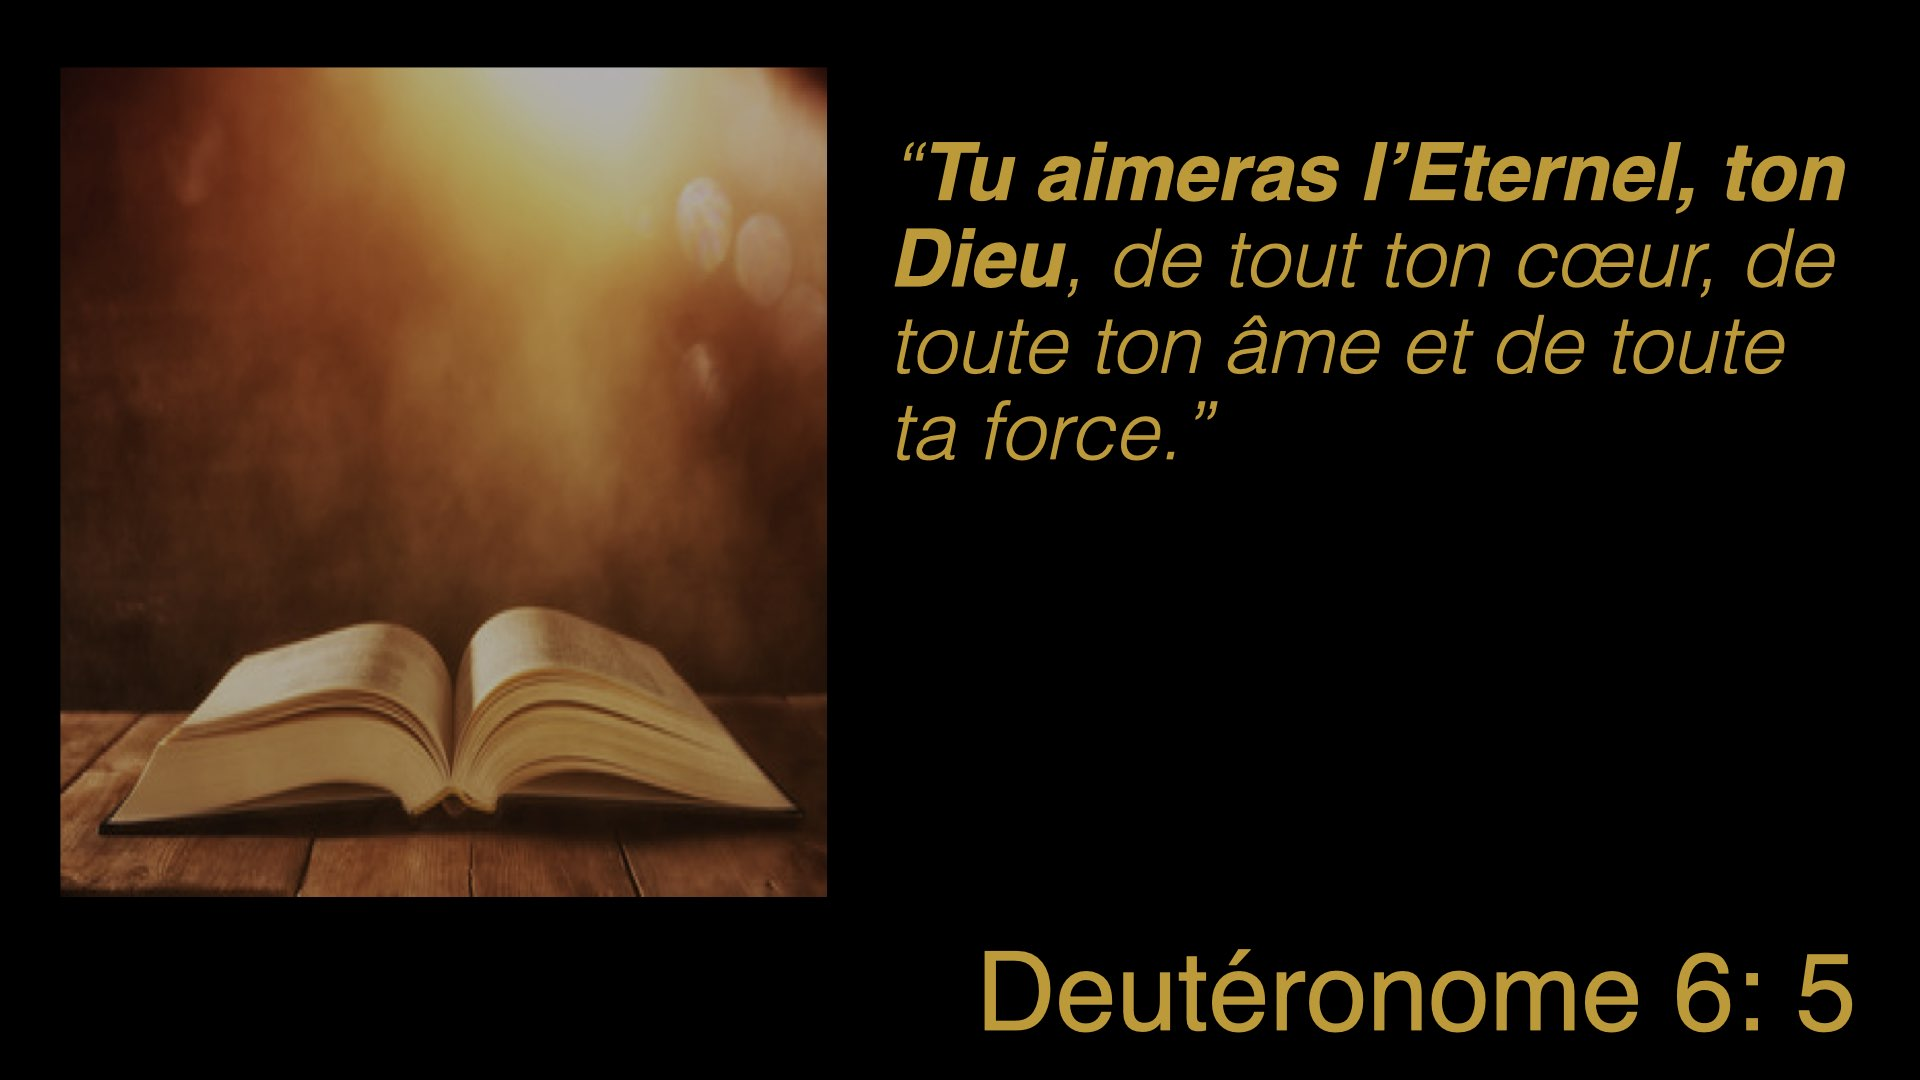 “Tu aimeras l’Eternel, ton
Dieu, de tout ton cœur, de
toute ton âme et de toute
ta force.”
Deutéronome 6: 5